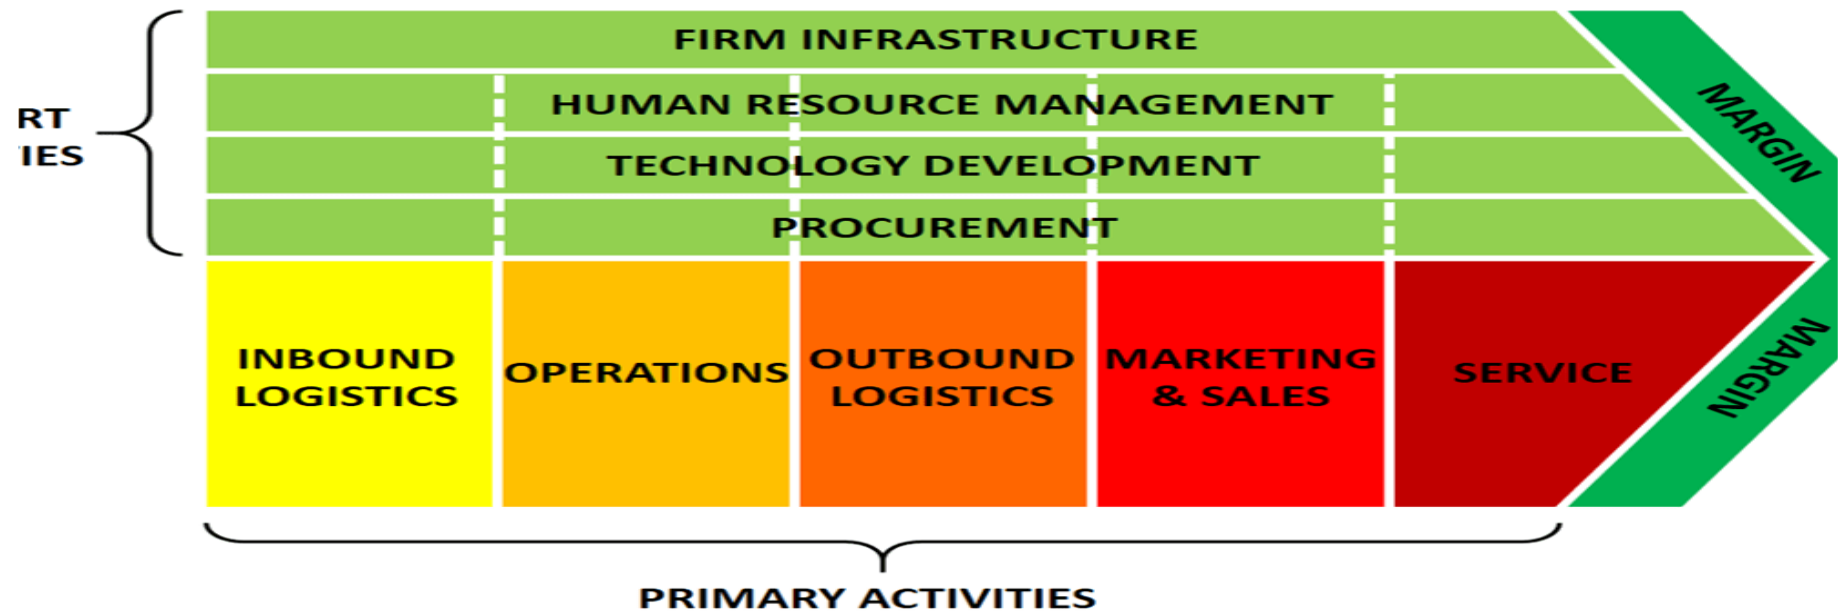 FIRM INFRASTRUCTURE
HUMAN RESOURCE MANAGEMENT
TECHNOLOGY DEVELOPMENT
PROCUREMENT
RT
IES
MARGIN
INBOUND
LOGISTICS
OPERATIONS
OUTBOUND
LOGISTICS
MARKETING
& SALES
SERVICE
MARGIN
PRIMARY ACTIVITIES